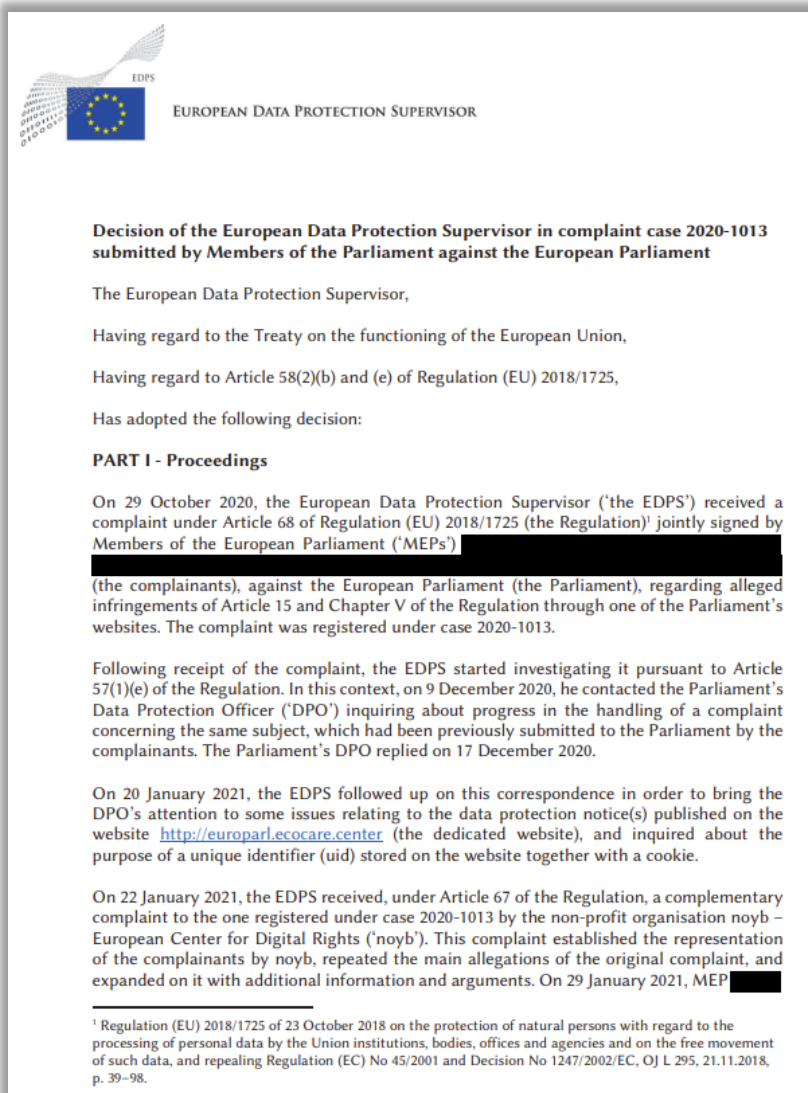 EDPS
EUROPEAN DATA PROTECTION SUPERVISOR
Decision of the European Data Protection Supervisor in complaint case 2020-1013
submitted by Members of the Parliament against the European Parliament
The European Data Protection Supervisor,
Having regard to the Treaty on the functioning of the European Union,
Having regard to Article 58(2)(b) and (e) of Regulation (EU) 2018/1725,
Has adopted the following decision:
PART I - Proceedings
On 29 October 2020, the European Data Protection Supervisor (‘the EDPS’) received a
complaint under Article 68 of Regulation (EU) 2018/1725 (the Regulation)¹ jointly signed by
Members of the European Parliament (‘MEPs’)
(the complainants), against the European Parliament (the Parliament), regarding alleged
infringements of Article 15 and Chapter V of the Regulation through one of the Parliament’s
websites. The complaint was registered under case 2020-1013.
Following receipt of the complaint, the EDPS started investigating it pursuant to Article
57(1)(e) of the Regulation. In this context, on 9 December 2020, he contacted the Parliament’s
Data Protection Officer (‘DPO’) inquiring about progress in the handling of a complaint
concerning the same subject, which had been previously submitted to the Parliament by the
complainants. The Parliament’s DPO replied on 17 December 2020.
On 20 January 2021, the EDPS followed up on this correspondence in order to bring the
DPO’s attention to some issues relating to the data protection notice(s) published on the
website http://europarl.ecocare.center (the dedicated website), and inquired about the
purpose of a unique identifier (uid) stored on the website together with a cookie.
On 22 January 2021, the EDPS received, under Article 67 of the Regulation, a complementary
complaint to the one registered under case 2020-1013 by the non-profit organisation noyb –
European Center for Digital Rights (‘noyb’). This complaint established the representation
of the complainants by noyb, repeated the main allegations of the original complaint, and
expanded on it with additional information and arguments. On 29 January 2021, MEP
¹ Regulation (EU) 2018/1725 of 23 October 2018 on the protection of natural persons with regard to the
processing of personal data by the Union institutions, bodies, offices and agencies and on the free movement
of such data, and repealing Regulation (EC) No 45/2001 and Decision No 1247/2002/EC, OJ L 295, 21.11.2018,
p. 39–98.